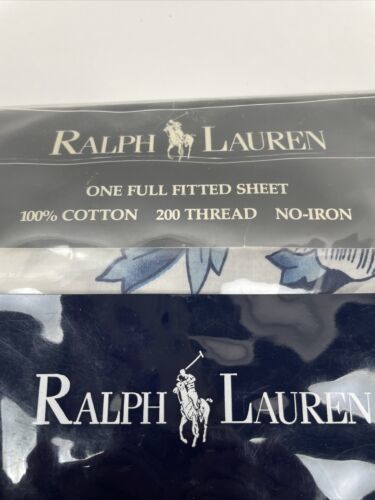 RALPH LAUREN
ONE FULL FITTED SHEET
100% COTTON 200 THREAD NO-IRON
RALPH LAUREN